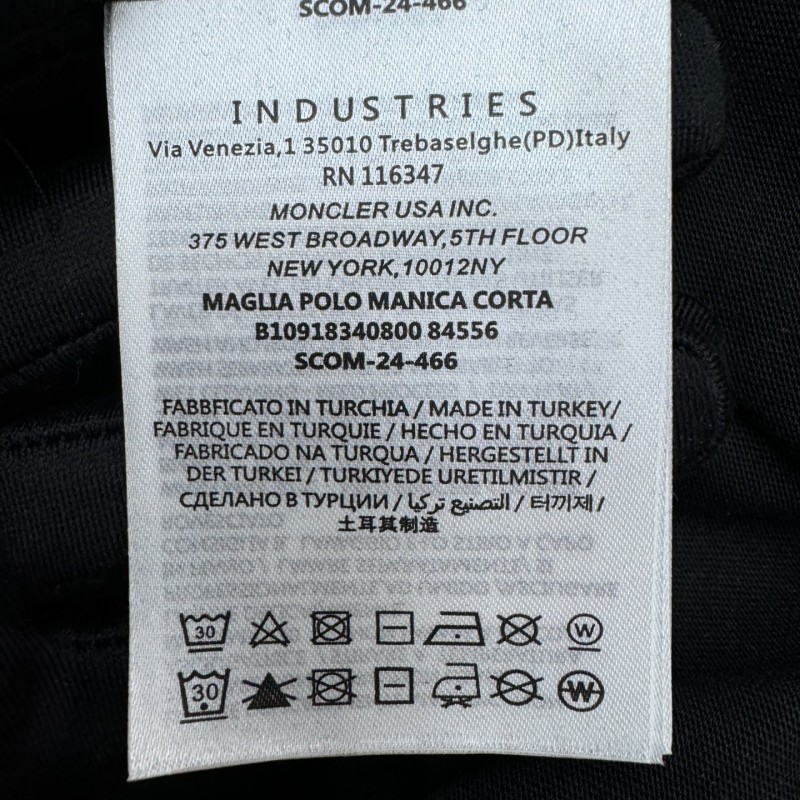 SCOM-24-466
INDUSTRIES
Via Venezia,1 35010 Trebaselghe(PD)Italy
RN 116347
MONCLER USA INC.
375 WEST BROADWAY,5TH FLOOR
NEW YORK,10012NY
MAGLIA POLO MANICA CORTA
B10918340800 84556
SCOM-24-466
FABBFICATO IN TURCHIA / MADE IN TURKEY/
FABRIQUE EN TURQUIE / HECHO EN TURQUIA /
FABRICADO NA TURQUA / HERGESTELLT IN
DER TURKEI / TURKIYEDE URETILMISTIR /
СДЕЛАНО В ТУРЦИИ / التصنيع تركيا / 터끼제/
土耳其制造
30 W
30 W